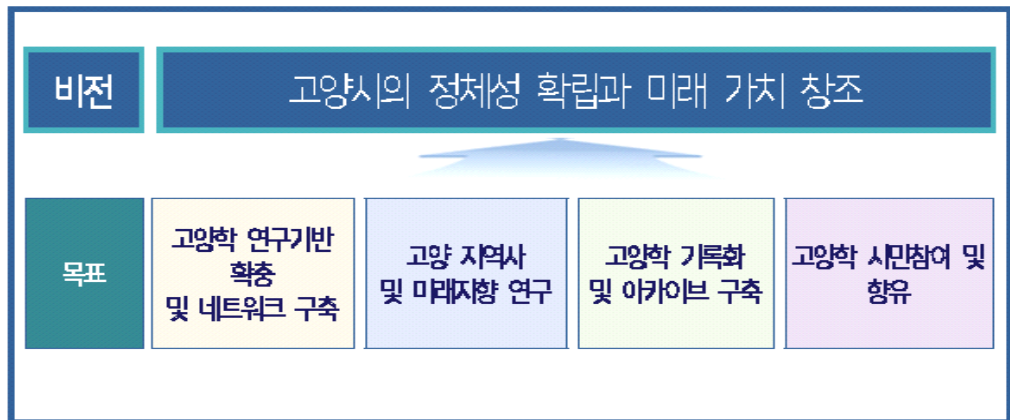 비전
고양시의 정체성 확립과 미래 가치 창조
목표
고양학 연구기반
확충
및 네트워크 구축
고양 지역사
및 미래지향 연구
고양학 기록화
및 아카이브 구축
고양학 시민참여 및
향유